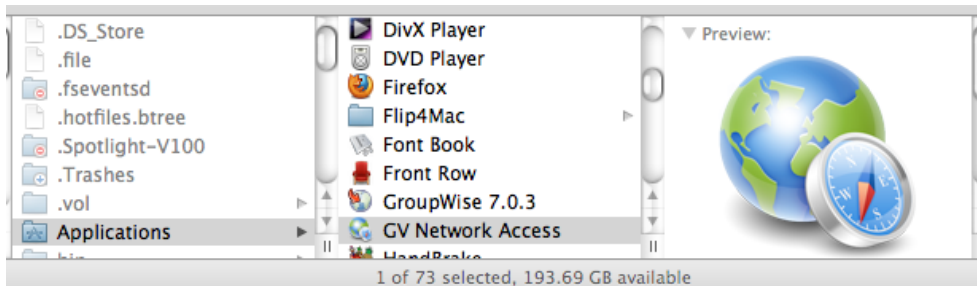 .DS_Store
.file
.fseventsd
.hotfiles.btree
.Spotlight-V100
.Trashes
.vol
Applications
bin
DivX Player
DVD Player
Firefox
Flip4Mac
Font Book
Front Row
GroupWise 7.0.3
GV Network Access
HandBrake
Preview:
N
E
S
W
1 of 73 selected, 193.69 GB available